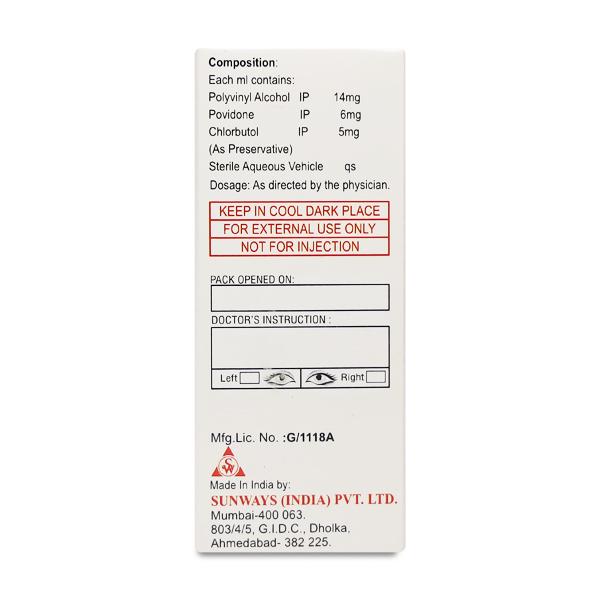 Composition:
Each ml contains:
Polyvinyl Alcohol IP 14mg
Povidone IP 6mg
Chlorbutol IP 5mg
(As Preservative)
Sterile Aqueous Vehicle qs
Dosage: As directed by the physician.
KEEP IN COOL DARK PLACE
FOR EXTERNAL USE ONLY
NOT FOR INJECTION
PACK OPENED ON:
DOCTOR'S INSTRUCTION :
Left Right
Mfg.Lic. No. :G/1118A
SW
Made In India by:
SUNWAYS (INDIA) PVT. LTD.
Mumbai-400 063.
803/4/5, G.I.D.C., Dholka,
Ahmedabad- 382 225.